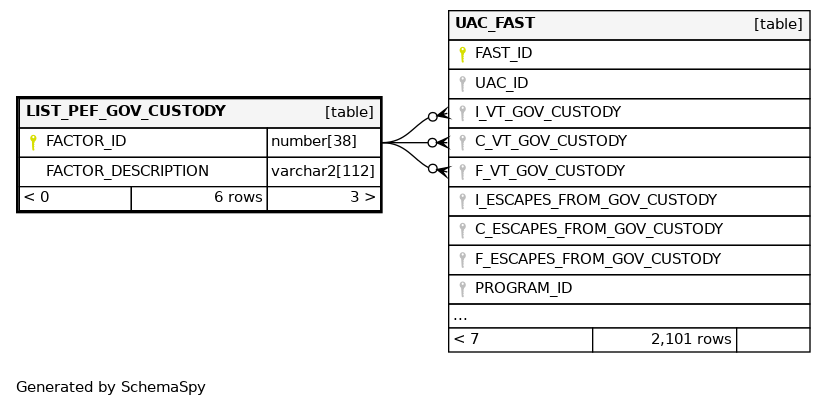 LIST_PEF_GOV_CUSTODY [table]
FACTOR_ID number[38]
FACTOR_DESCRIPTION varchar2[112]
< 0 6 rows 3 >
UAC_FAST [table]
FAST_ID
UAC_ID
I_VT_GOV_CUSTODY
C_VT_GOV_CUSTODY
F_VT_GOV_CUSTODY
I_ESCAPES_FROM_GOV_CUSTODY
C_ESCAPES_FROM_GOV_CUSTODY
F_ESCAPES_FROM_GOV_CUSTODY
PROGRAM_ID
...
< 7 2,101 rows
Generated by SchemaSpy